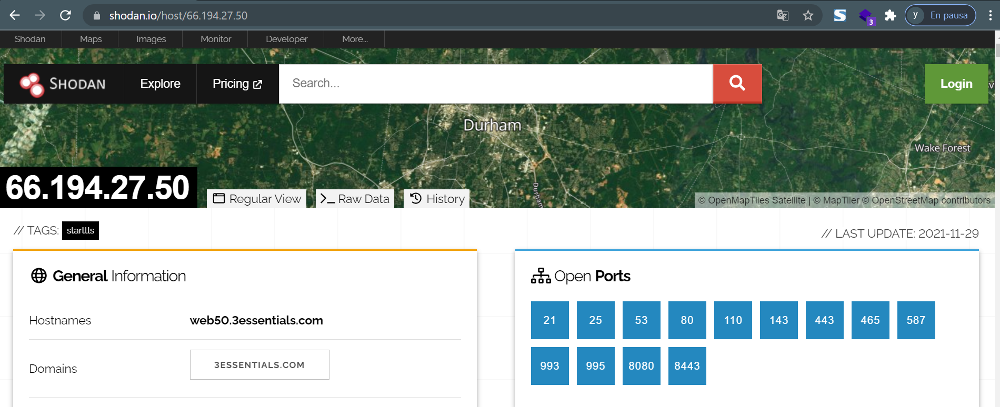 shodan.io/host/66.194.27.50
3
y
En pausa
Shodan
Maps
Images
Monitor
Developer
More...
SHODAN
Explore
Pricing
Search...
Login
Durham
Wake Forest
Durham
66.194.27.50
Regular View
Raw Data
History
© OpenMapTiles Satellite | © MapTiler © OpenStreetMap contributors
// TAGS: starttls
// LAST UPDATE: 2021-11-29
General Information
Hostnames
web50.3essentials.com
Domains
3ESSENTIALS.COM
Open Ports
21 25 53 80 110 143 443 465 587
993 995 8080 8443